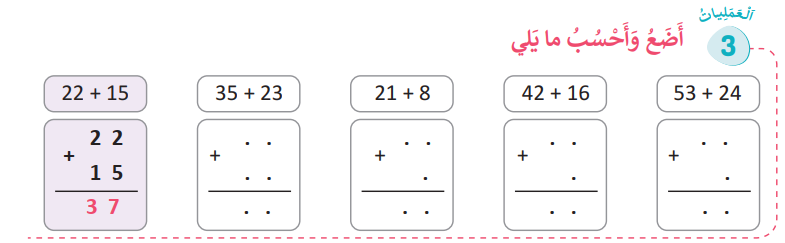 اَلْعَمَلِيَاتُ
3 أَضَعُ وَأَحْسُبُ ما يَلي
22 + 15 35 + 23 21 + 8 42 + 16 53 + 24
2 2 . . . . . . . .
+ + + + +
1 5 . . . . .
3 7 . . . . . . . .